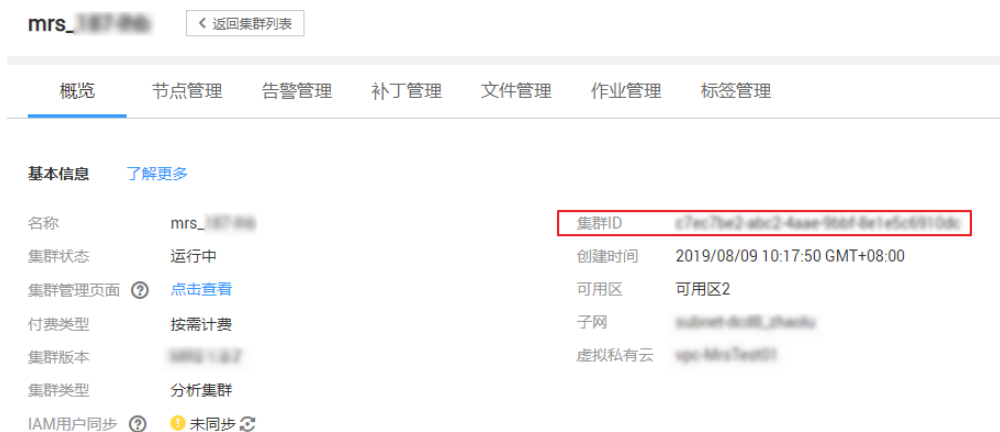 mrs_
返回集群列表
概览 节点管理 告警管理 补丁管理 文件管理 作业管理 标签管理
基本信息 了解更多
名称 mrs_
集群ID
集群状态 运行中
创建时间 2019/08/09 10:17:50 GMT+08:00
集群管理页面 点击查看
可用区 可用区2
付费类型 按需计费
子网
集群版本
虚拟私有云
集群类型 分析集群
IAM用户同步 未同步